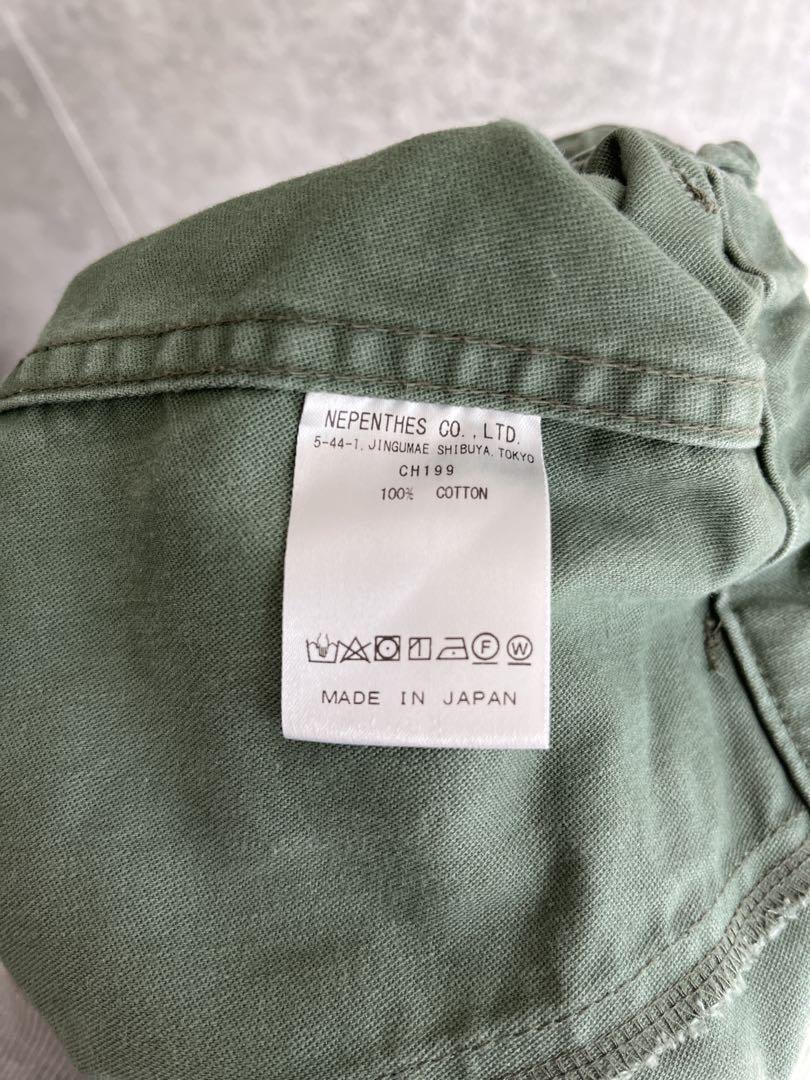 NEPENTHES CO.,LTD.
5-44-1, JINGUMAE SHIBUYA, TOKYO
CH199
100% COTTON
F W
MADE IN JAPAN